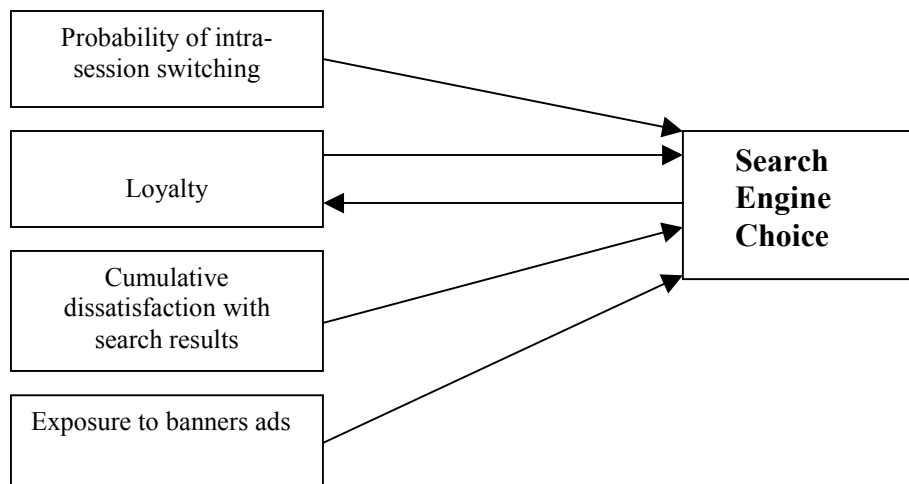 Probability of intra-
session switching
Loyalty
Cumulative
dissatisfaction with
search results
Exposure to banners ads
Search
Engine
Choice